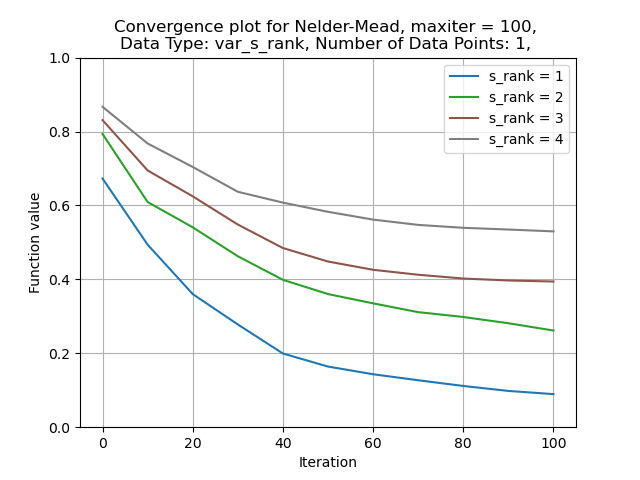 Convergence plot for Nelder-Mead, maxiter = 100,
Data Type: var_s_rank, Number of Data Points: 1,
1.0
0.8
0.6
0.4
0.2
0.0
Function value
s_rank = 1
s_rank = 2
s_rank = 3
s_rank = 4
0 20 40 60 80 100
Iteration